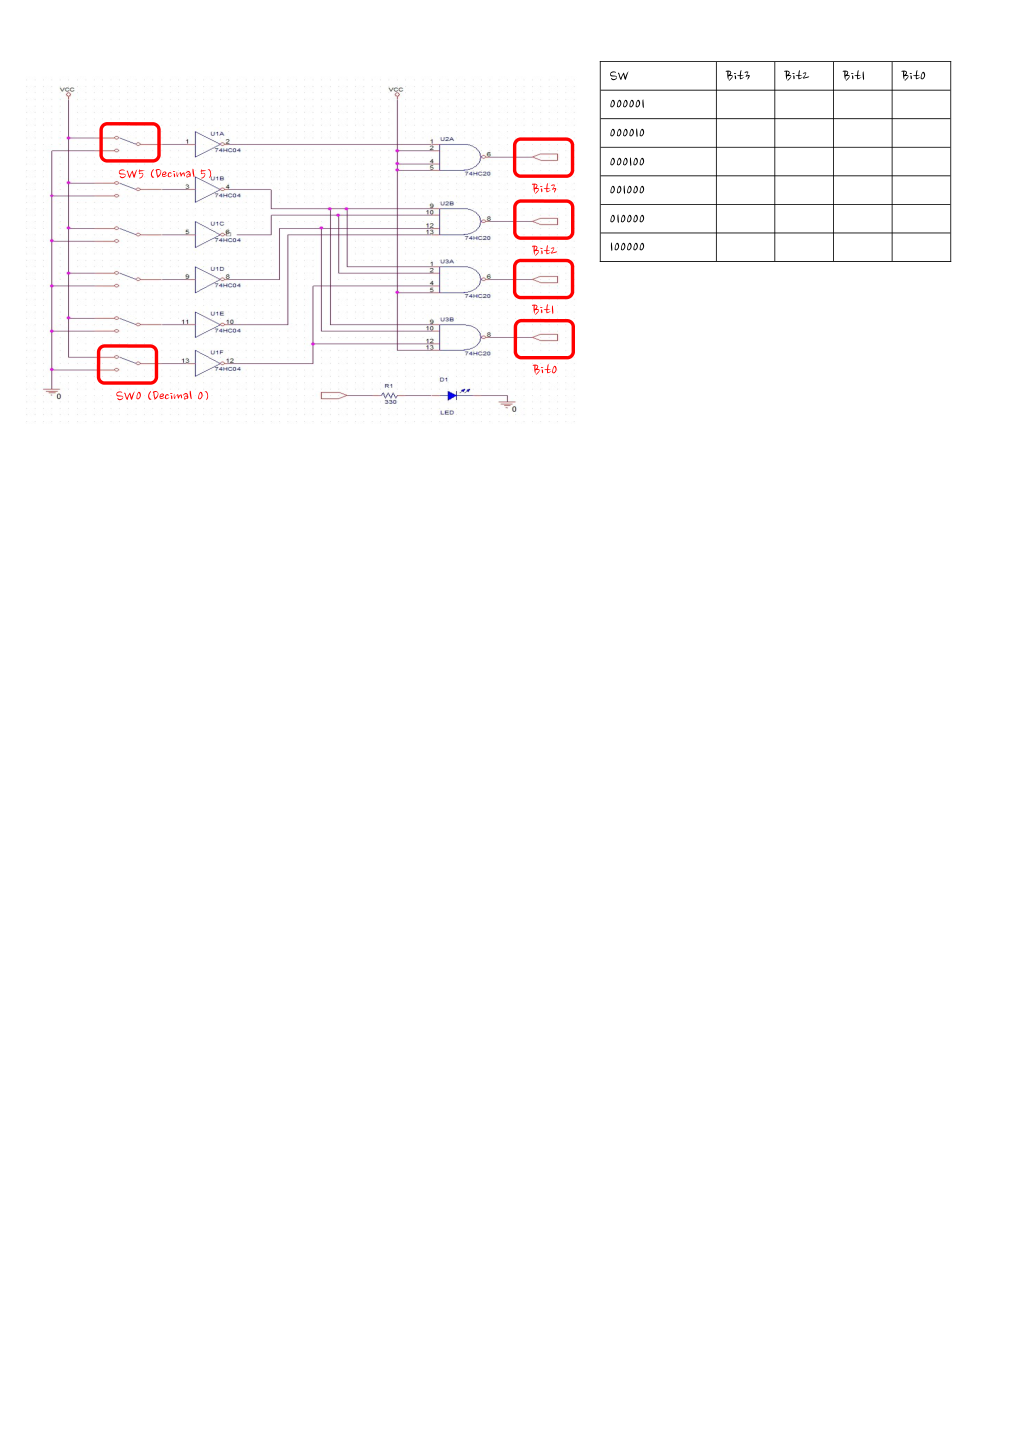 VCC
VCC
U1A
1
2
74HC04
SW5 (Decimal 5)
U1B
3
4
74HC04
U1C
5
6
74HC04
U1D
9
8
74HC04
U1E
11
10
74HC04
U1F
13
12
74HC04
SW0 (Decimal 0)
0
U2A
1
2
4
5
6
74HC20
Bit3
U2B
9
10
12
13
8
74HC20
Bit2
U3A
1
2
4
5
6
74HC20
Bit1
U3B
9
10
12
13
8
74HC20
Bit0
R1
330
D1
LED
0
SW Bit3 Bit2 Bit1 Bit0
000001
000010
000100
001000
010000
100000